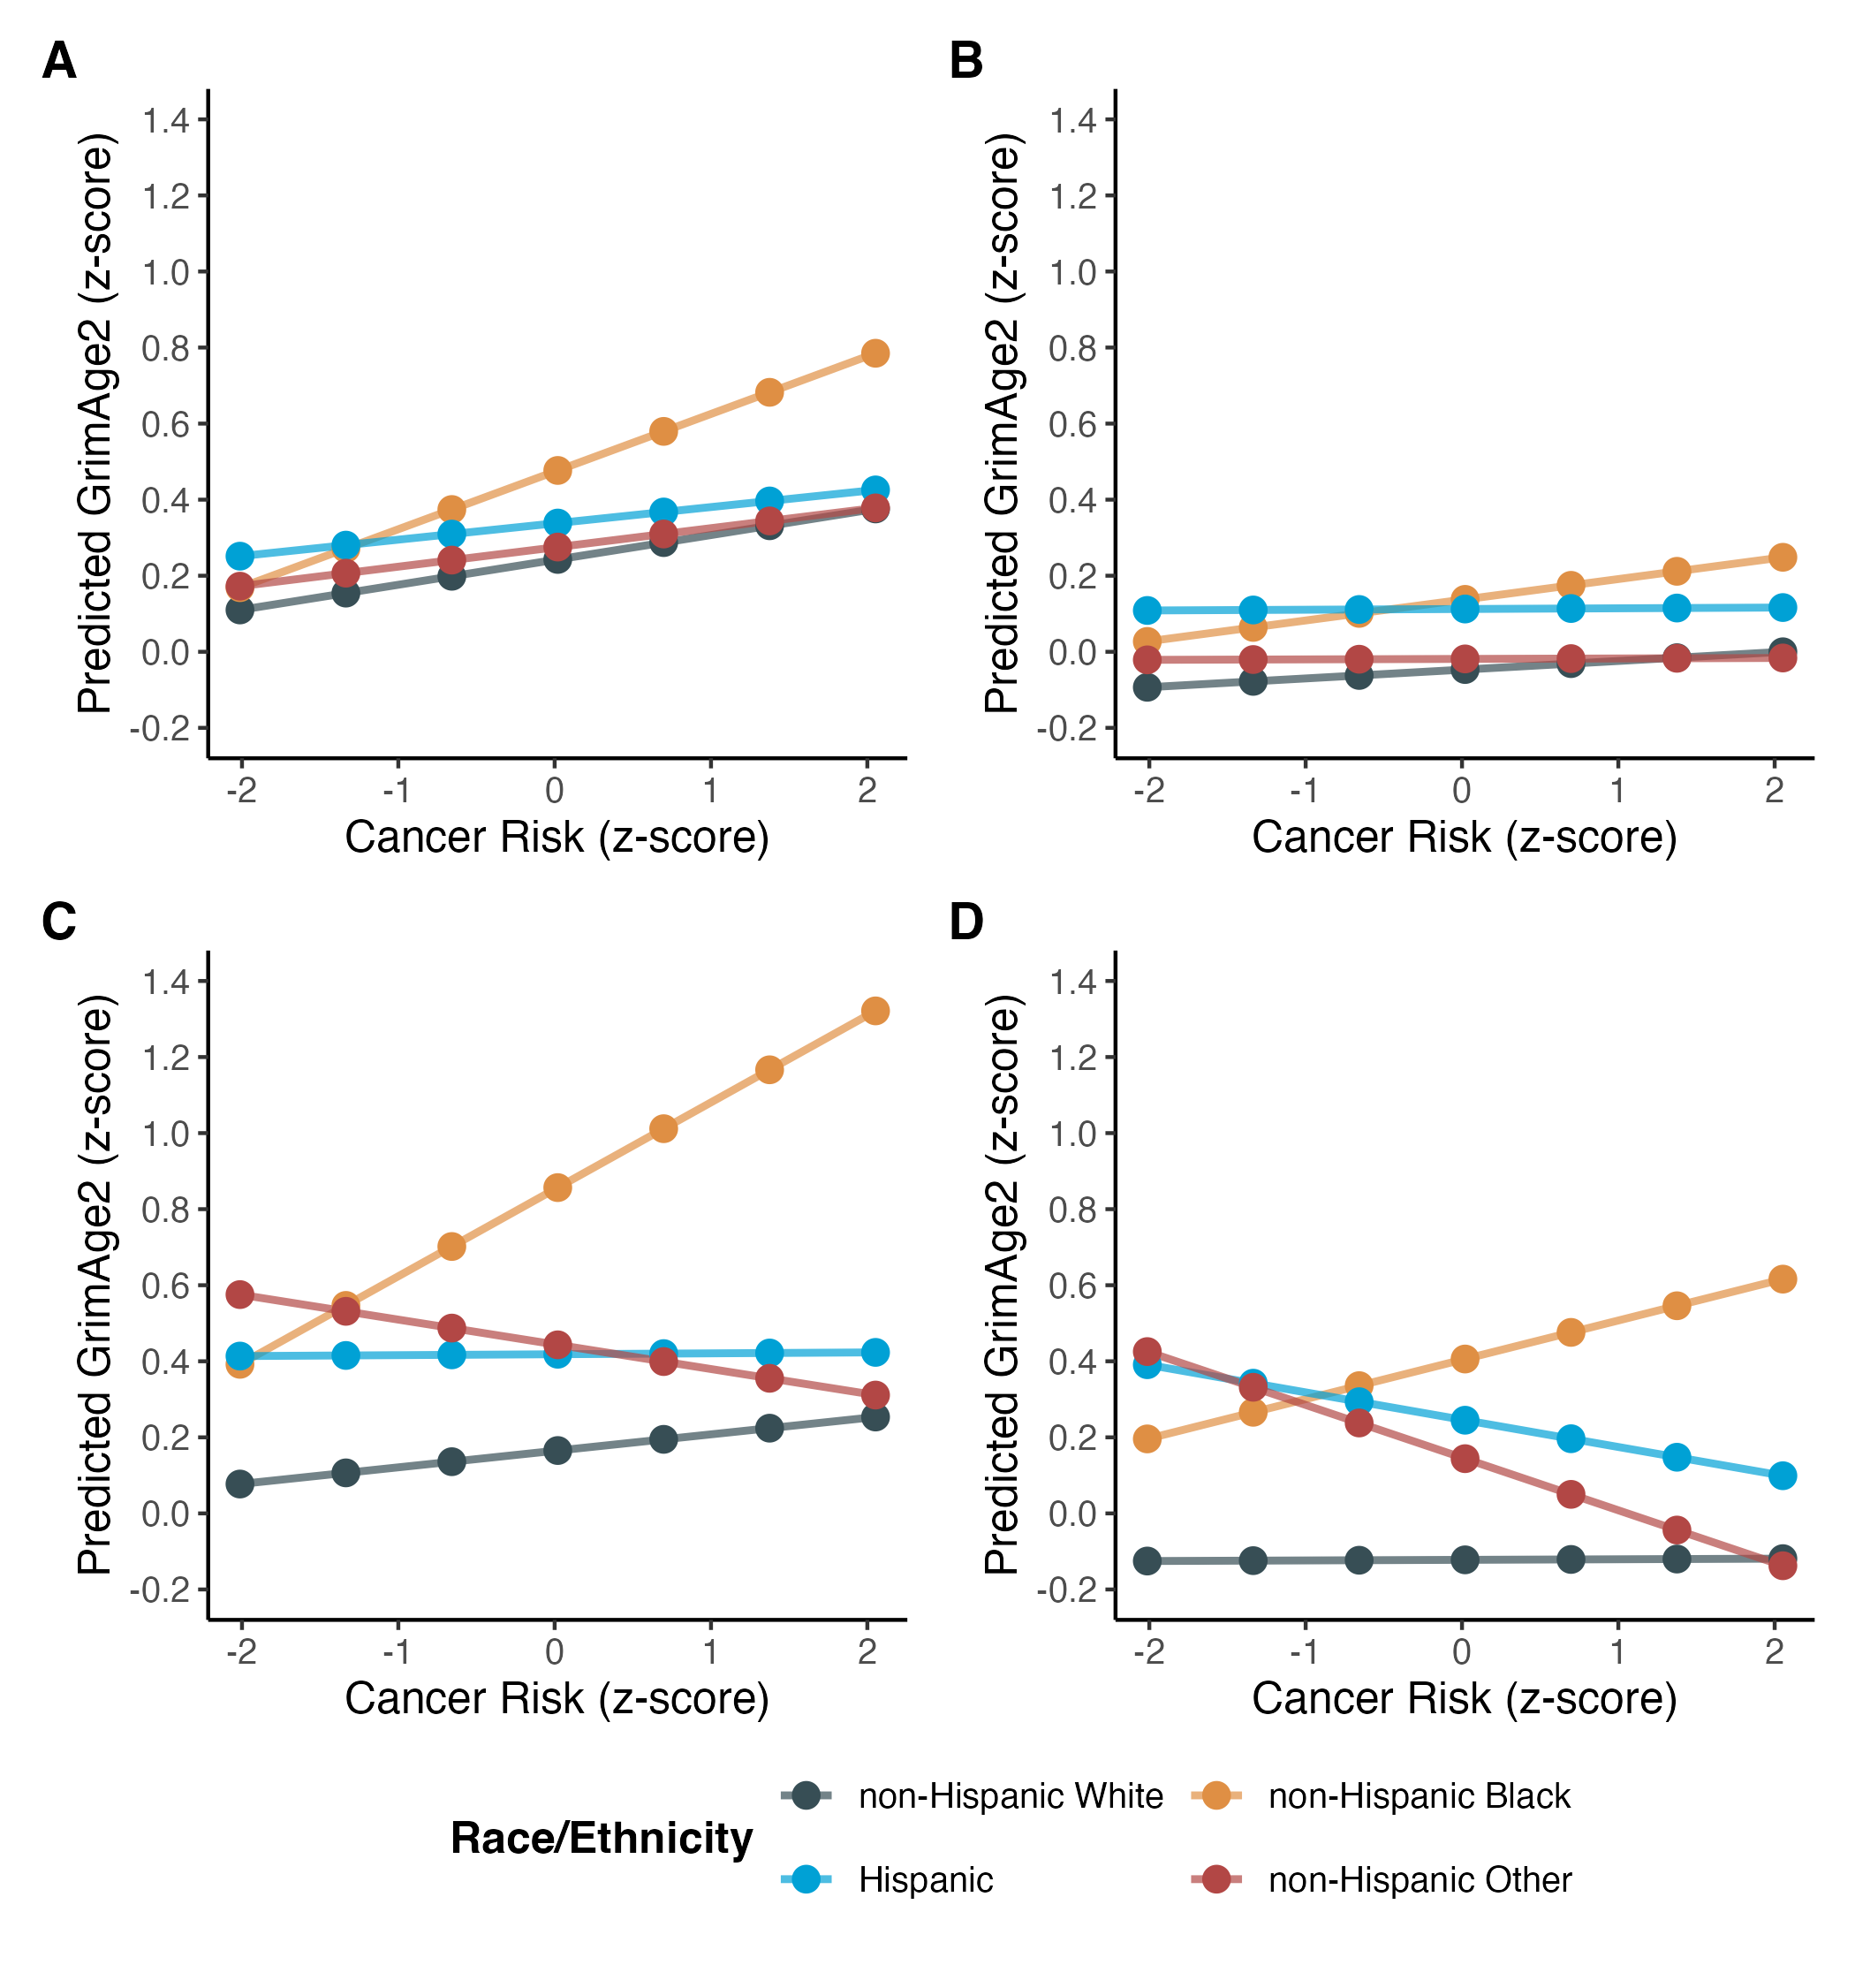 A
Predicted GrimAge2 (z-score)
1.4
1.2
1.0
0.8
0.6
0.4
0.2
0.0
-0.2
-2 -1 0 1 2
Cancer Risk (z-score)
B
Predicted GrimAge2 (z-score)
1.4
1.2
1.0
0.8
0.6
0.4
0.2
0.0
-0.2
-2 -1 0 1 2
Cancer Risk (z-score)
C
Predicted GrimAge2 (z-score)
1.4
1.2
1.0
0.8
0.6
0.4
0.2
0.0
-0.2
-2 -1 0 1 2
Cancer Risk (z-score)
D
Predicted GrimAge2 (z-score)
1.4
1.2
1.0
0.8
0.6
0.4
0.2
0.0
-0.2
-2 -1 0 1 2
Cancer Risk (z-score)
Race/Ethnicity
non-Hispanic White
non-Hispanic Black
Hispanic
non-Hispanic Other